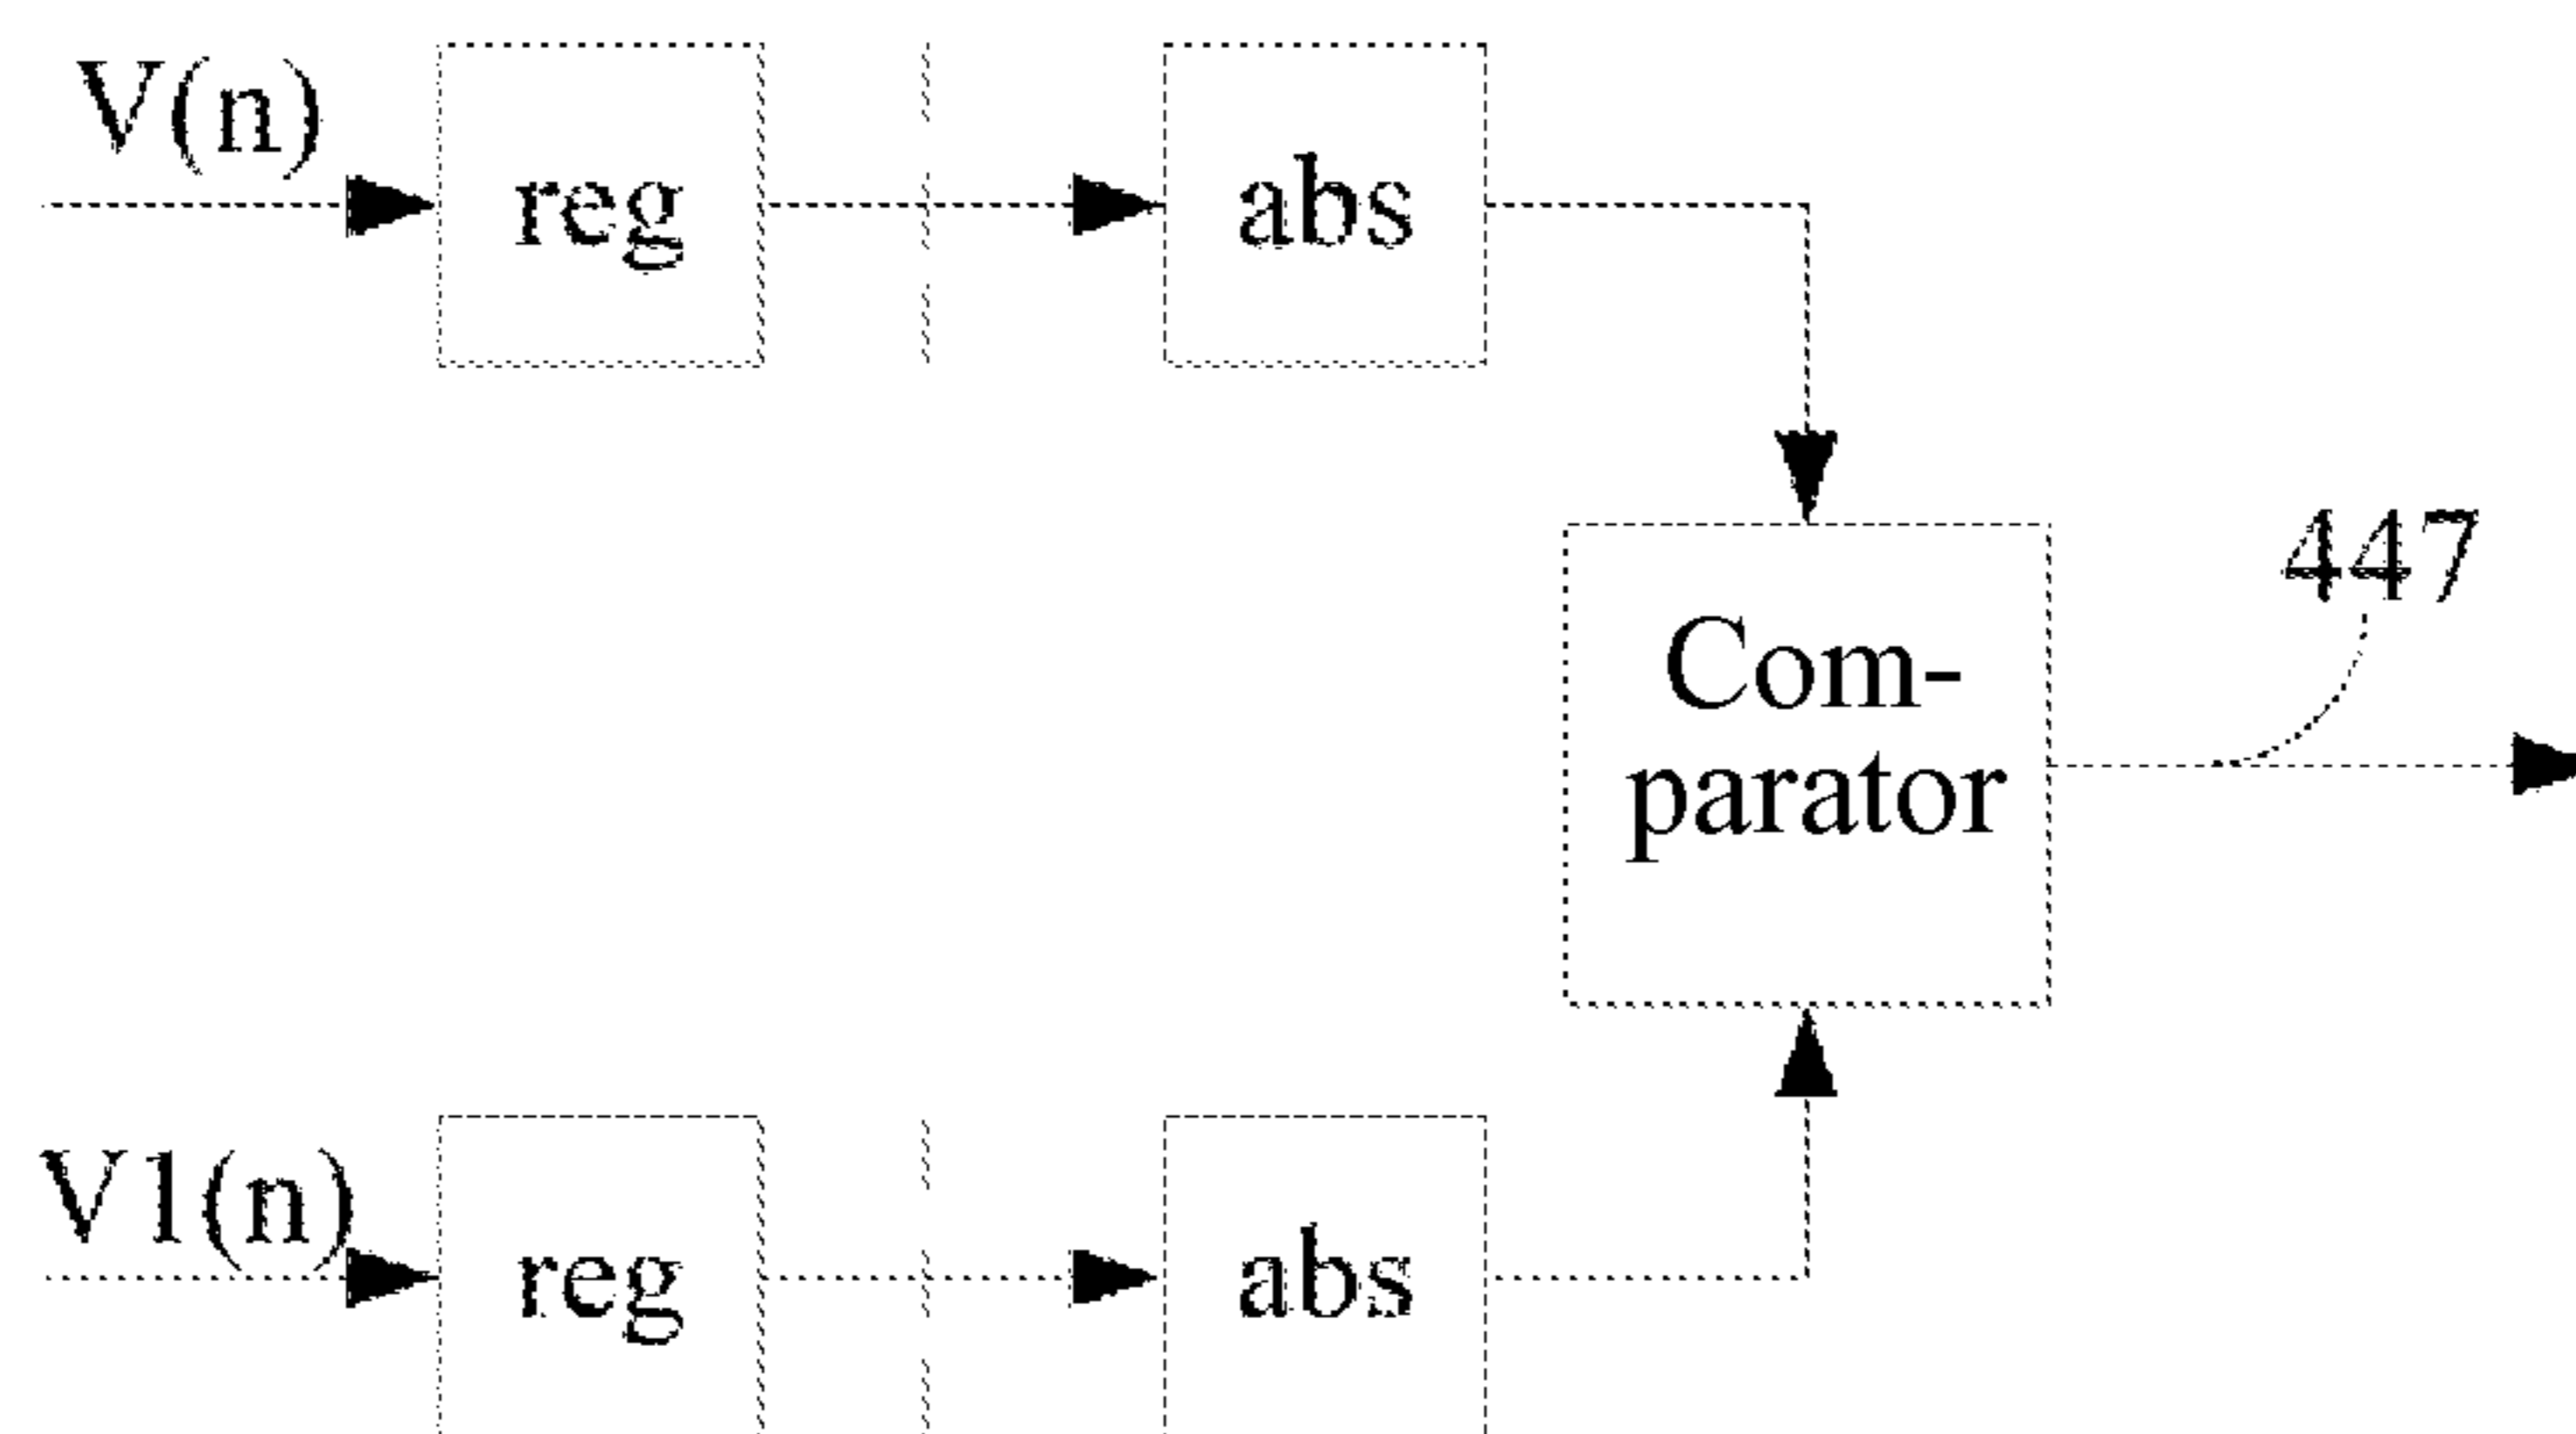 V(n)
reg
abs
447
Com-
parator
V1(n)
reg
abs